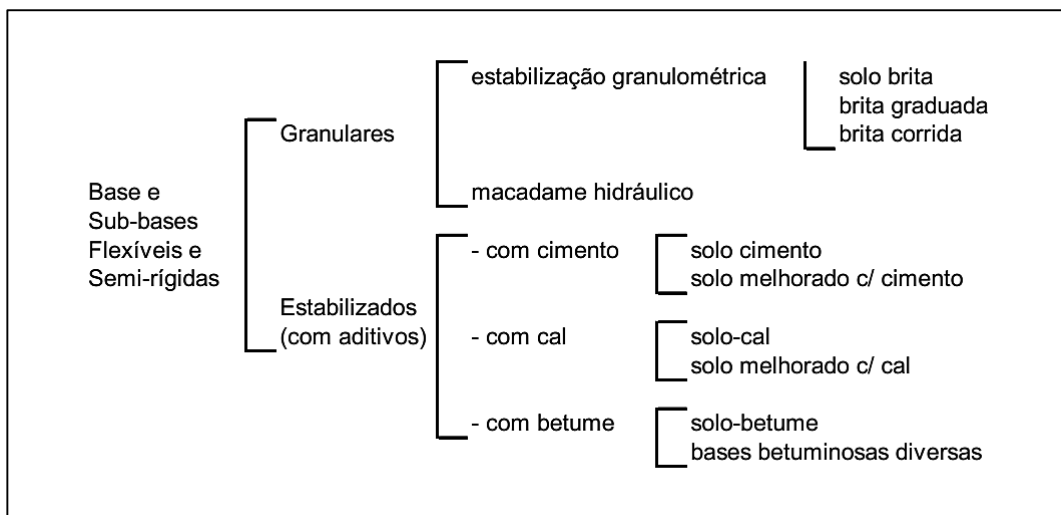 Base e
Sub-bases
Flexíveis e
Semi-rígidas
Granulares
estabilização granulométrica
solo brita
brita graduada
brita corrida
macadame hidráulico
Estabilizados
(com aditivos)
- com cimento
solo cimento
solo melhorado c/ cimento
- com cal
solo-cal
solo melhorado c/ cal
- com betume
solo-betume
bases betuminosas diversas